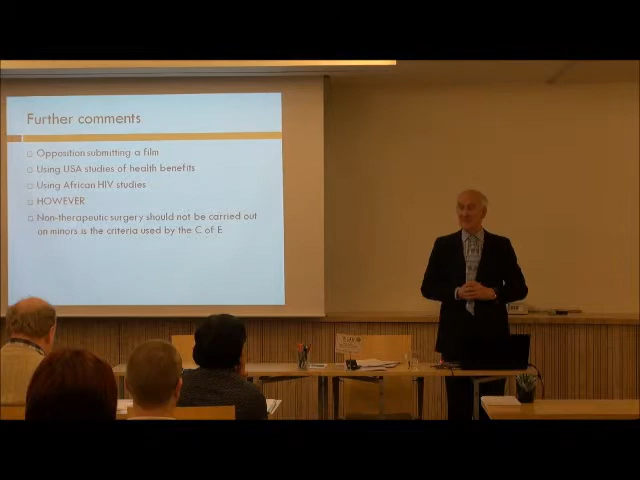 Further comments
Opposition submitting a film
Using USA studies of health benefits
Using African HIV studies
HOWEVER
Non-therapeutic surgery should not be carried out
on minors is the criteria used by the C of E